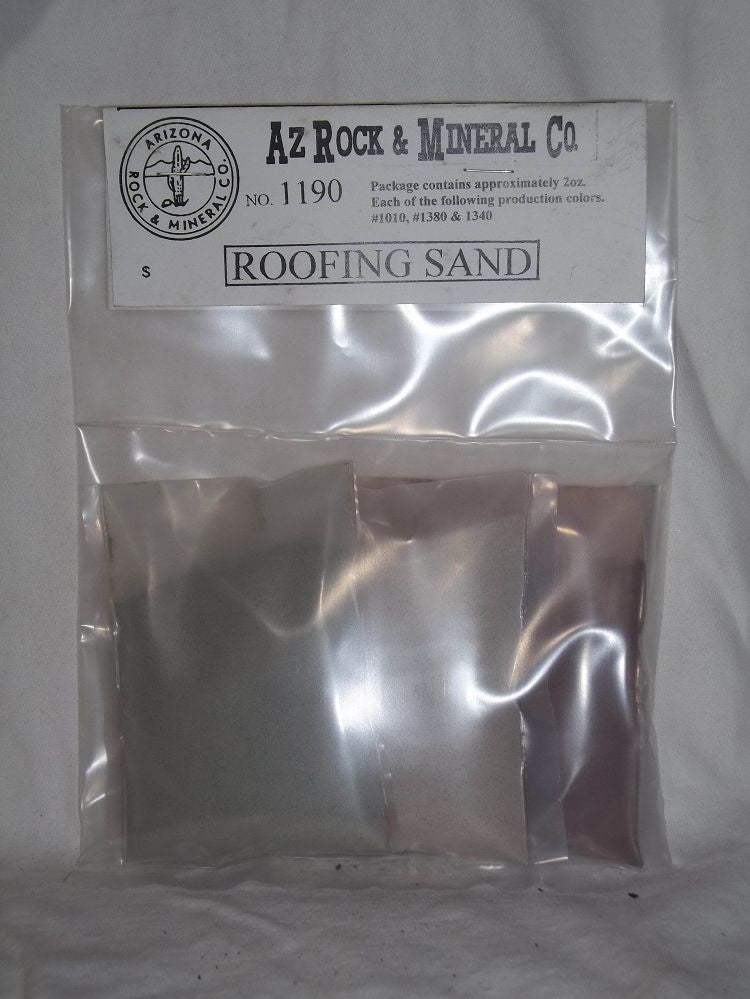 ARIZONA
ROCK & MINERAL CO.
AZ ROCK & MINERAL CO.
NO. 1190
Package contains approximately 2oz.
Each of the following production colors.
#1010, #1380 & 1340
$
ROOFING SAND